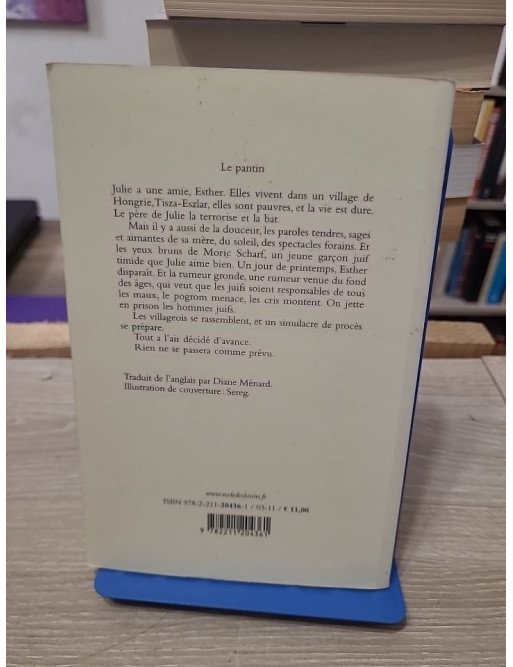 Le pantin
Julie a une amie, Esther. Elles vivent dans un village de
Hongrie, Tisza-Eszlar, elles sont pauvres, et la vie est dure.
Le père de Julie la terrorise et la bat.
Mais il y a aussi de la douceur, les paroles tendres, sages
et aimantes de sa mère, du soleil, des spectacles forains. Et
les yeux bruns de Moric Scharf, un jeune garçon juif
timide que Julie aime bien. Un jour de printemps, Esther
disparaît. Et la rumeur gronde, une rumeur venue du fond
des âges, qui veut que les juifs soient responsables de tous
les maux, le pogrom menace, les cris montent. On jette
en prison les hommes juifs.
Les villageois se rassemblent, et un simulacre de procès
se prépare.
Tout a l'air décidé d'avance.
Rien ne se passera comme prévu.
Traduit de l'anglais par Diane Ménard.
Illustration de couverture : Sereg.
www.ecoledesloisirs.fr
ISBN 978-2-211-20436-1 / 03-11 / € 11,00
9 782211 204361